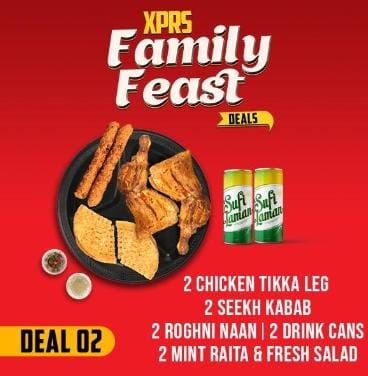 XPRS
Family
Feast
DEALS
Sufi
Jaman
Sufi
Jaman
2 CHICKEN TIKKA LEG
2 SEEKH KABAB
2 ROGHNI NAAN | 2 DRINK CANS
2 MINT RAITA & FRESH SALAD
DEAL 02